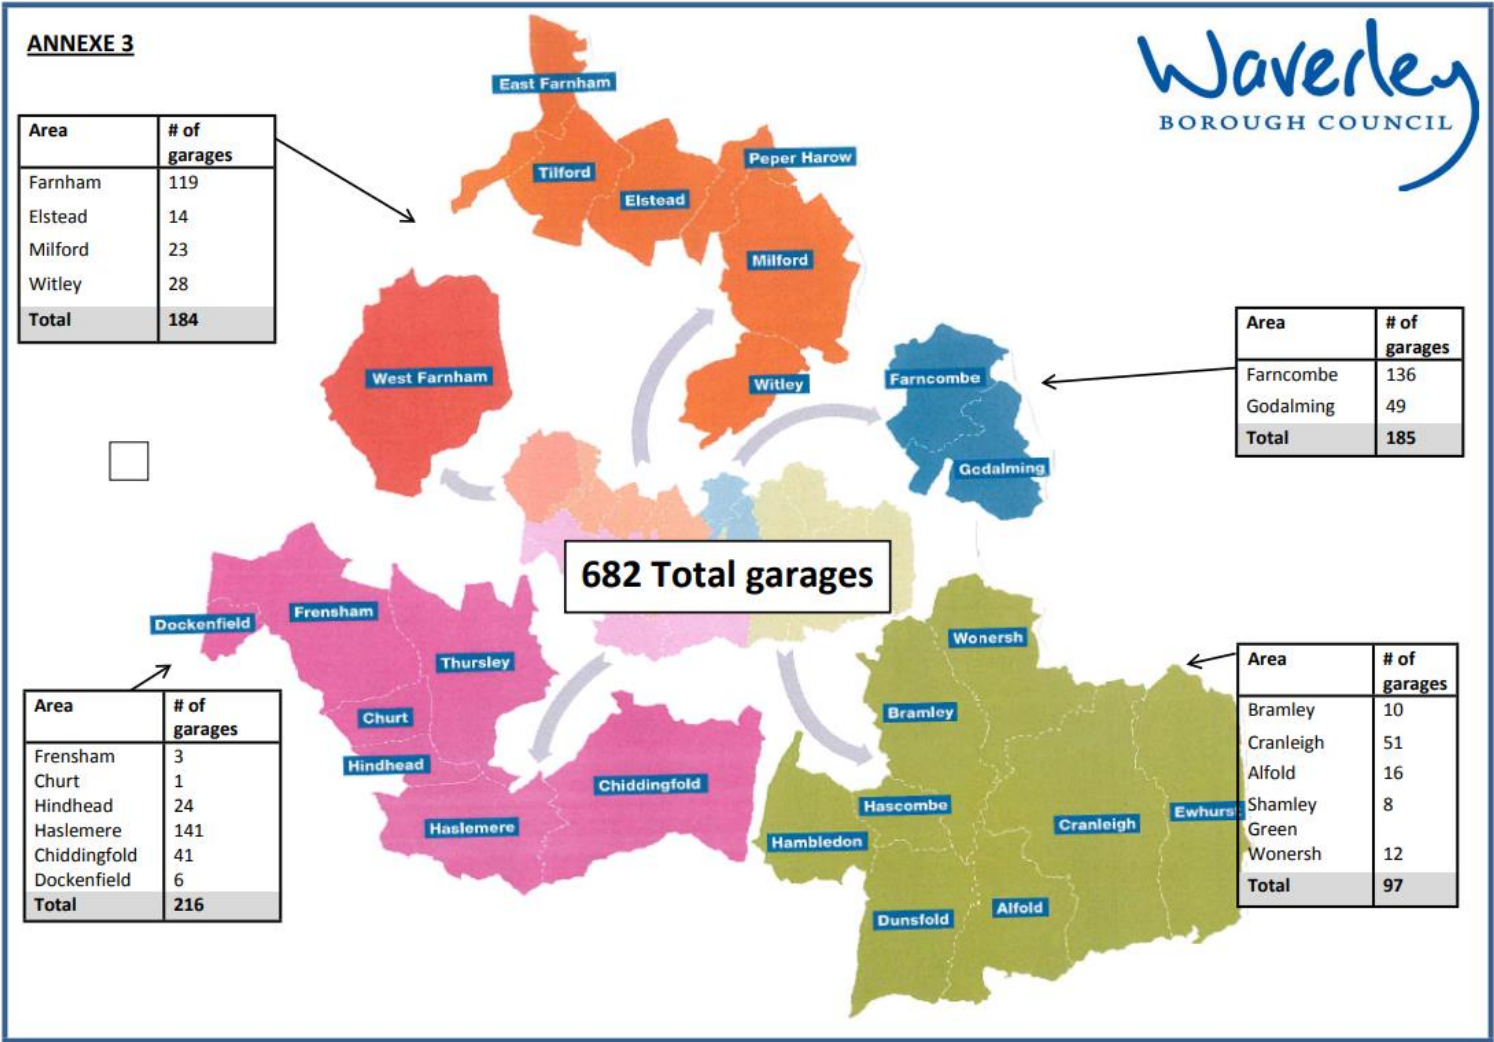 ANNEXE 3
Waverley
BOROUGH COUNCIL
East Farnham
Tilford
Elstead
Peper Harow
Milford
Witley
Area # of
garages
Farnham 119
Elstead 14
Milford 23
Witley 28
Total 184
West Farnham
Farncombe
Godalming
Area # of
garages
Farncombe 136
Godalming 49
Total 185
682 Total garages
Dockenfield
Frensham
Thursley
Churt
Hindhead
Haslemere
Chiddingfold
Area # of
garages
Frensham 3
Churt 1
Hindhead 24
Haslemere 141
Chiddingfold 41
Dockenfield 6
Total 216
Wonersh
Bramley
Hascombe
Hambledon
Cranleigh
Ewhurst
Dunsfold
Alfold
Area # of
garages
Bramley 10
Cranleigh 51
Alfold 16
Shamley 8
Green
Wonersh 12
Total 97